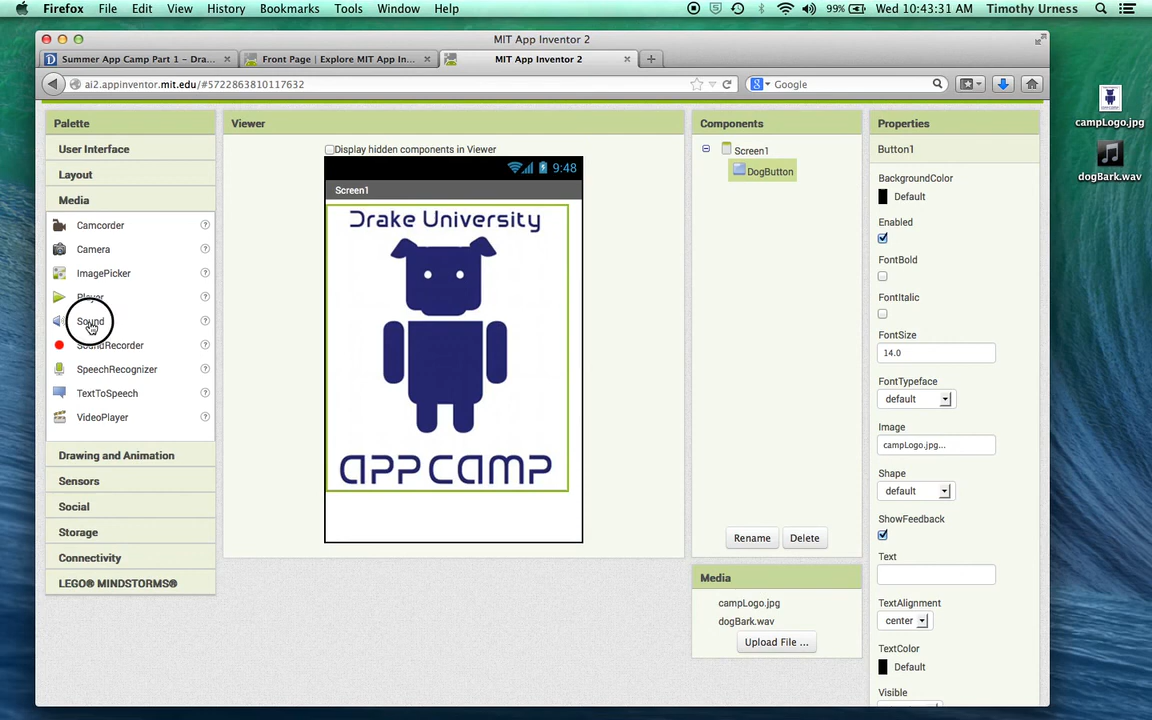 Firefox File Edit View History Bookmarks Tools Window Help 99% Wed 10:43:31 AM Timothy Urness
MIT App Inventor 2
Summer App Camp Part 1 – Dra... Front Page | Explore MIT App In... MIT App Inventor 2
ai2.appinventor.mit.edu/#5722863810117632 Google
Palette
User Interface
Layout
Media
Camcorder
Camera
ImagePicker
Player
Sound
SoundRecorder
SpeechRecognizer
TextToSpeech
VideoPlayer
Drawing and Animation
Sensors
Social
Storage
Connectivity
LEGO® MINDSTORMS®
Viewer
Display hidden components in Viewer
9:48
Screen1
Drake University
APP CAMP
Components
Screen1
DogButton
Rename Delete
Media
campLogo.jpg
dogBark.wav
Upload File ...
Properties
Button1
BackgroundColor
Default
Enabled
FontBold
FontItalic
FontSize
14.0
FontTypeface
default
Image
campLogo.jpg...
Shape
default
ShowFeedback
Text
TextAlignment
center
TextColor
Default
Visible
campLogo.jpg
dogBark.wav